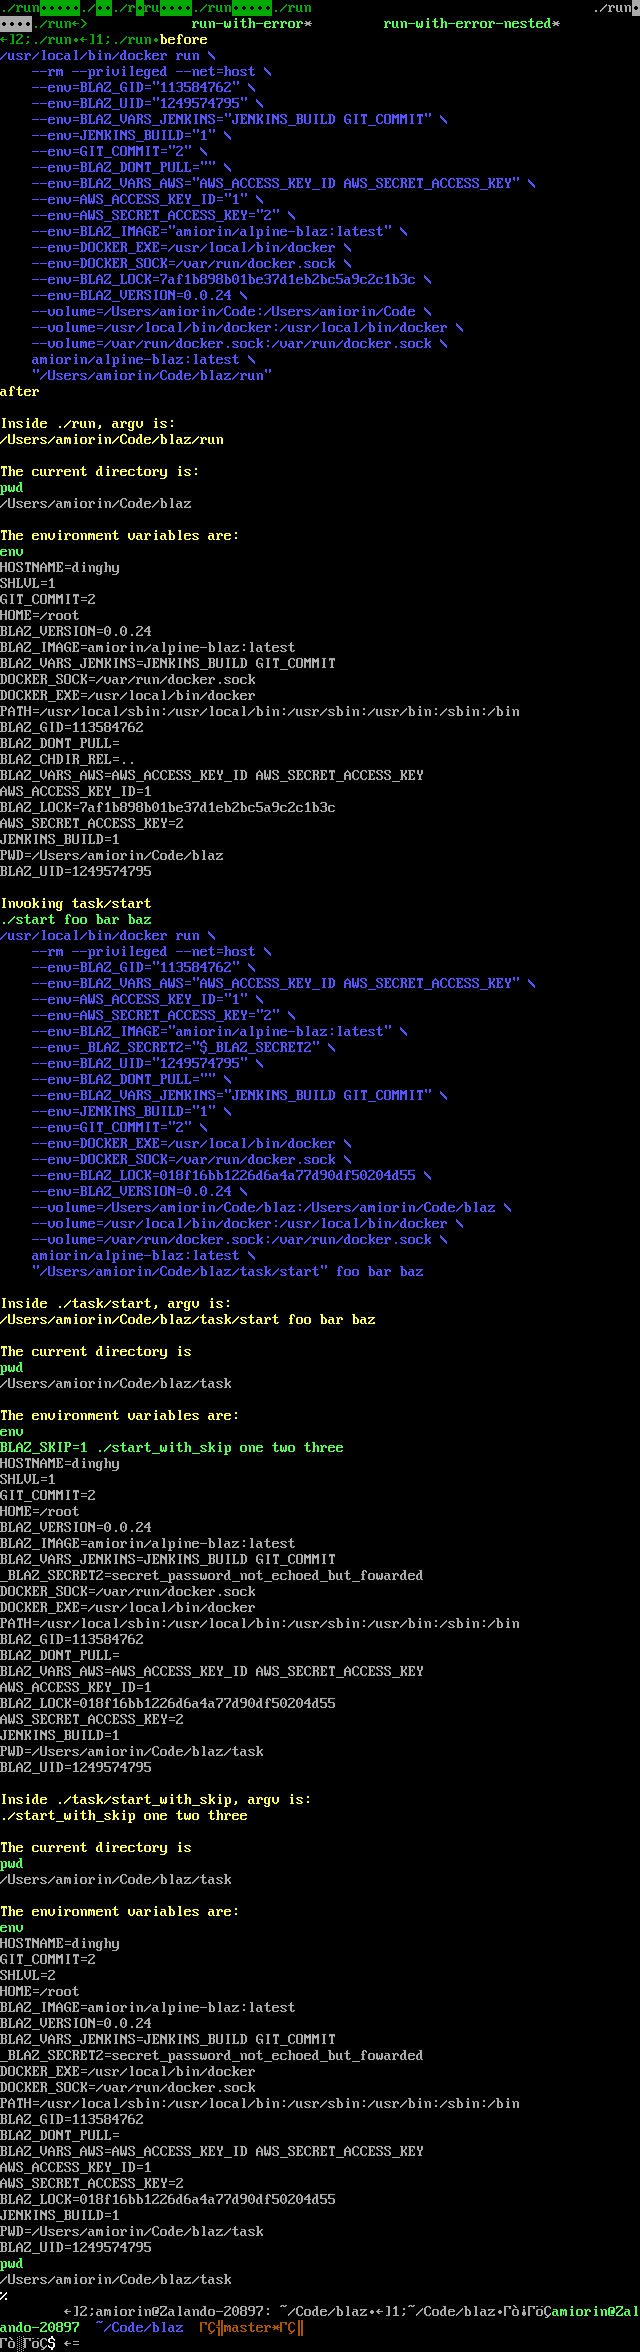 ./run ./ ./r ru ./run ./run ./run
./run←> run-with-error* run-with-error-nested*
←]2;./run•←]1;./run•before
/usr/local/bin/docker run \
--rm --privileged --net=host \
--env=BLAZ_GID="113584762" \
--env=BLAZ_UID="1249574795" \
--env=BLAZ_VARS_JENKINS="JENKINS_BUILD GIT_COMMIT" \
--env=JENKINS_BUILD="1" \
--env=GIT_COMMIT="2" \
--env=BLAZ_DONT_PULL="" \
--env=BLAZ_VARS_AWS="AWS_ACCESS_KEY_ID AWS_SECRET_ACCESS_KEY" \
--env=AWS_ACCESS_KEY_ID="1" \
--env=AWS_SECRET_ACCESS_KEY="2" \
--env=BLAZ_IMAGE="amiorin/alpine-blaz:latest" \
--env=DOCKER_EXE=/usr/local/bin/docker \
--env=DOCKER_SOCK=/var/run/docker.sock \
--env=BLAZ_LOCK=7af1b898b01be37d1eb2bc5a9c2c1b3c \
--env=BLAZ_VERSION=0.0.24 \
--volume=/Users/amiorin/Code:/Users/amiorin/Code \
--volume=/usr/local/bin/docker:/usr/local/bin/docker \
--volume=/var/run/docker.sock:/var/run/docker.sock \
amiorin/alpine-blaz:latest \
"/Users/amiorin/Code/blaz/run"
after
Inside ./run, argv is:
/Users/amiorin/Code/blaz/run
The current directory is:
pwd
/Users/amiorin/Code/blaz
The environment variables are:
env
HOSTNAME=dinghy
SHLVL=1
GIT_COMMIT=2
HOME=/root
BLAZ_VERSION=0.0.24
BLAZ_IMAGE=amiorin/alpine-blaz:latest
BLAZ_VARS_JENKINS=JENKINS_BUILD GIT_COMMIT
DOCKER_SOCK=/var/run/docker.sock
DOCKER_EXE=/usr/local/bin/docker
PATH=/usr/local/sbin:/usr/local/bin:/usr/sbin:/usr/bin:/sbin:/bin
BLAZ_GID=113584762
BLAZ_DONT_PULL=
BLAZ_CHDIR_REL=..
BLAZ_VARS_AWS=AWS_ACCESS_KEY_ID AWS_SECRET_ACCESS_KEY
AWS_ACCESS_KEY_ID=1
BLAZ_LOCK=7af1b898b01be37d1eb2bc5a9c2c1b3c
AWS_SECRET_ACCESS_KEY=2
JENKINS_BUILD=1
PWD=/Users/amiorin/Code/blaz
BLAZ_UID=1249574795
Invoking task/start
./start foo bar baz
/usr/local/bin/docker run \
--rm --privileged --net=host \
--env=BLAZ_GID="113584762" \
--env=BLAZ_VARS_AWS="AWS_ACCESS_KEY_ID AWS_SECRET_ACCESS_KEY" \
--env=AWS_ACCESS_KEY_ID="1" \
--env=AWS_SECRET_ACCESS_KEY="2" \
--env=BLAZ_IMAGE="amiorin/alpine-blaz:latest" \
--env=_BLAZ_SECRET2="$_BLAZ_SECRET2" \
--env=BLAZ_UID="1249574795" \
--env=BLAZ_DONT_PULL="" \
--env=BLAZ_VARS_JENKINS="JENKINS_BUILD GIT_COMMIT" \
--env=JENKINS_BUILD="1" \
--env=GIT_COMMIT="2" \
--env=DOCKER_EXE=/usr/local/bin/docker \
--env=DOCKER_SOCK=/var/run/docker.sock \
--env=BLAZ_LOCK=018f16bb1226d6a4a77d90df50204d55 \
--env=BLAZ_VERSION=0.0.24 \
--volume=/Users/amiorin/Code/blaz:/Users/amiorin/Code/blaz \
--volume=/usr/local/bin/docker:/usr/local/bin/docker \
--volume=/var/run/docker.sock:/var/run/docker.sock \
amiorin/alpine-blaz:latest \
"/Users/amiorin/Code/blaz/task/start" foo bar baz
Inside ./task/start, argv is:
/Users/amiorin/Code/blaz/task/start foo bar baz
The current directory is
pwd
/Users/amiorin/Code/blaz/task
The environment variables are:
env
BLAZ_SKIP=1 ./start_with_skip one two three
HOSTNAME=dinghy
SHLVL=1
GIT_COMMIT=2
HOME=/root
BLAZ_VERSION=0.0.24
BLAZ_IMAGE=amiorin/alpine-blaz:latest
BLAZ_VARS_JENKINS=JENKINS_BUILD GIT_COMMIT
_BLAZ_SECRET2=secret_password_not_echoed_but_fowarded
DOCKER_SOCK=/var/run/docker.sock
DOCKER_EXE=/usr/local/bin/docker
PATH=/usr/local/sbin:/usr/local/bin:/usr/sbin:/usr/bin:/sbin:/bin
BLAZ_GID=113584762
BLAZ_DONT_PULL=
BLAZ_VARS_AWS=AWS_ACCESS_KEY_ID AWS_SECRET_ACCESS_KEY
AWS_ACCESS_KEY_ID=1
BLAZ_LOCK=018f16bb1226d6a4a77d90df50204d55
AWS_SECRET_ACCESS_KEY=2
JENKINS_BUILD=1
PWD=/Users/amiorin/Code/blaz/task
BLAZ_UID=1249574795
Inside ./task/start_with_skip, argv is:
./start_with_skip one two three
The current directory is
pwd
/Users/amiorin/Code/blaz/task
The environment variables are:
env
HOSTNAME=dinghy
GIT_COMMIT=2
SHLVL=2
HOME=/root
BLAZ_IMAGE=amiorin/alpine-blaz:latest
BLAZ_VERSION=0.0.24
BLAZ_VARS_JENKINS=JENKINS_BUILD GIT_COMMIT
_BLAZ_SECRET2=secret_password_not_echoed_but_fowarded
DOCKER_EXE=/usr/local/bin/docker
DOCKER_SOCK=/var/run/docker.sock
PATH=/usr/local/sbin:/usr/local/bin:/usr/sbin:/usr/bin:/sbin:/bin
BLAZ_GID=113584762
BLAZ_DONT_PULL=
BLAZ_VARS_AWS=AWS_ACCESS_KEY_ID AWS_SECRET_ACCESS_KEY
AWS_ACCESS_KEY_ID=1
AWS_SECRET_ACCESS_KEY=2
BLAZ_LOCK=018f16bb1226d6a4a77d90df50204d55
JENKINS_BUILD=1
PWD=/Users/amiorin/Code/blaz/task
BLAZ_UID=1249574795
pwd
/Users/amiorin/Code/blaz/task
%
←]2;amiorin@Zalando-20897: ~/Code/blaz•←]1;~/Code/blaz•amiorin@Zal
ando-20897 ~/Code/blaz ΓÇ╣master*ΓÇ║
$ ←=